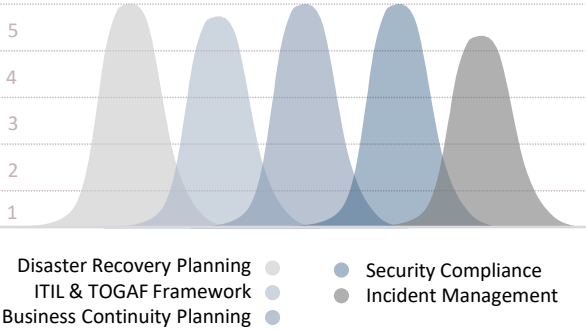 5
4
3
2
1
Disaster Recovery Planning
ITIL & TOGAF Framework
Business Continuity Planning
Security Compliance
Incident Management